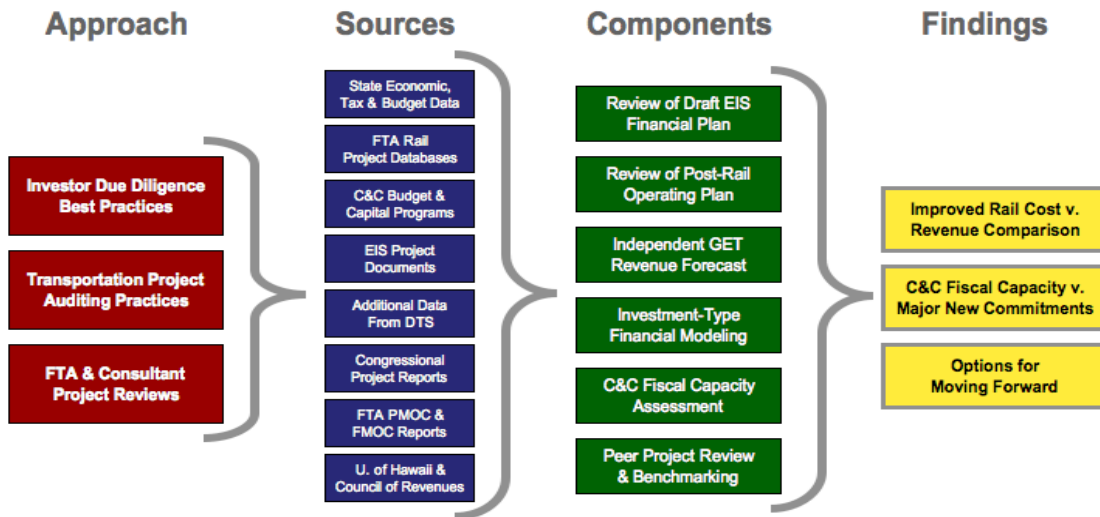 Approach
Sources
Components
Findings
Investor Due Diligence
Best Practices
Transportation Project
Auditing Practices
FTA & Consultant
Project Reviews
State Economic,
Tax & Budget Data
FTA Rail
Project Databases
C&C Budget &
Capital Programs
EIS Project
Documents
Additional Data
From DTS
Congressional
Project Reports
FTA PMOC &
FMOC Reports
U. of Hawaii &
Council of Revenues
Review of Draft EIS
Financial Plan
Review of Post-Rail
Operating Plan
Independent GET
Revenue Forecast
Investment-Type
Financial Modeling
C&C Fiscal Capacity
Assessment
Peer Project Review
& Benchmarking
Improved Rail Cost v.
Revenue Comparison
C&C Fiscal Capacity v.
Major New Commitments
Options for
Moving Forward